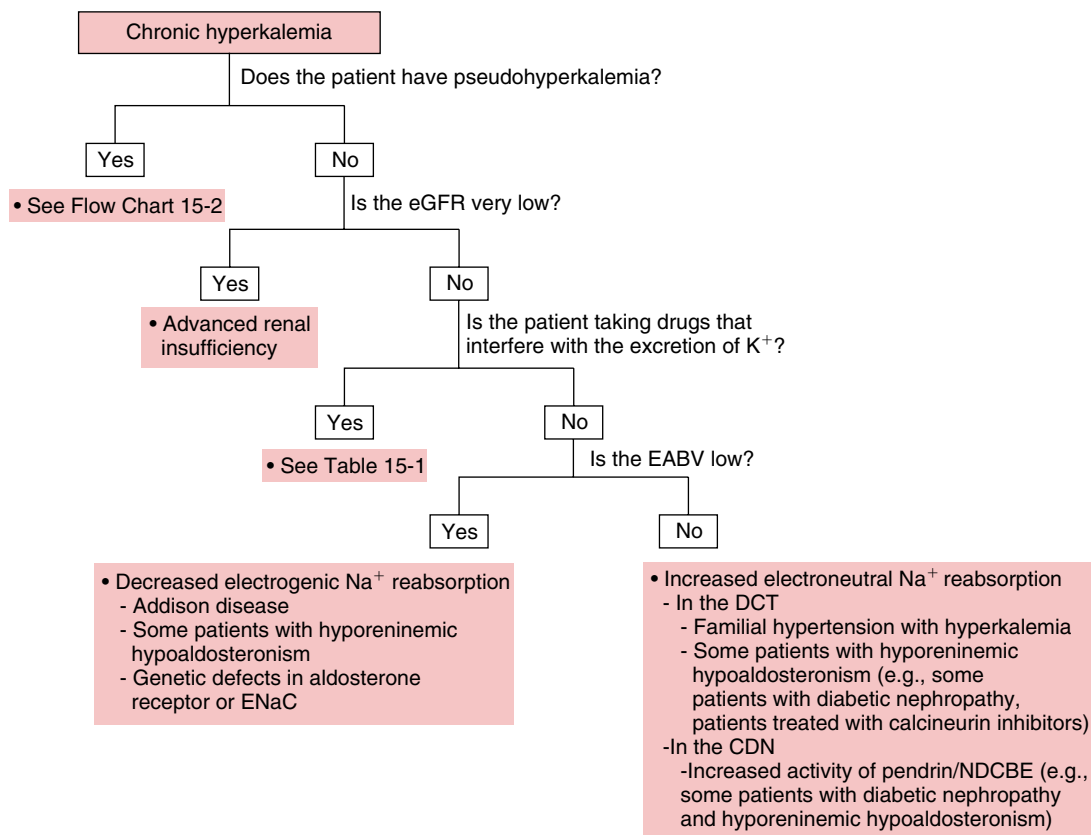 Chronic hyperkalemia
Does the patient have pseudohyperkalemia?
Yes
No
• See Flow Chart 15-2
Is the eGFR very low?
Yes
No
• Advanced renal
insufficiency
Is the patient taking drugs that
interfere with the excretion of K⁺?
Yes
No
• See Table 15-1
Is the EABV low?
Yes
No
• Decreased electrogenic Na⁺ reabsorption
- Addison disease
- Some patients with hyporeninemic
hypoaldosteronism
- Genetic defects in aldosterone
receptor or ENaC
• Increased electroneutral Na⁺ reabsorption
- In the DCT
- Familial hypertension with hyperkalemia
- Some patients with hyporeninemic
hypoaldosteronism (e.g., some
patients with diabetic nephropathy,
patients treated with calcineurin inhibitors)
-In the CDN
-Increased activity of pendrin/NDCBE (e.g.,
some patients with diabetic nephropathy
and hyporeninemic hypoaldosteronism)